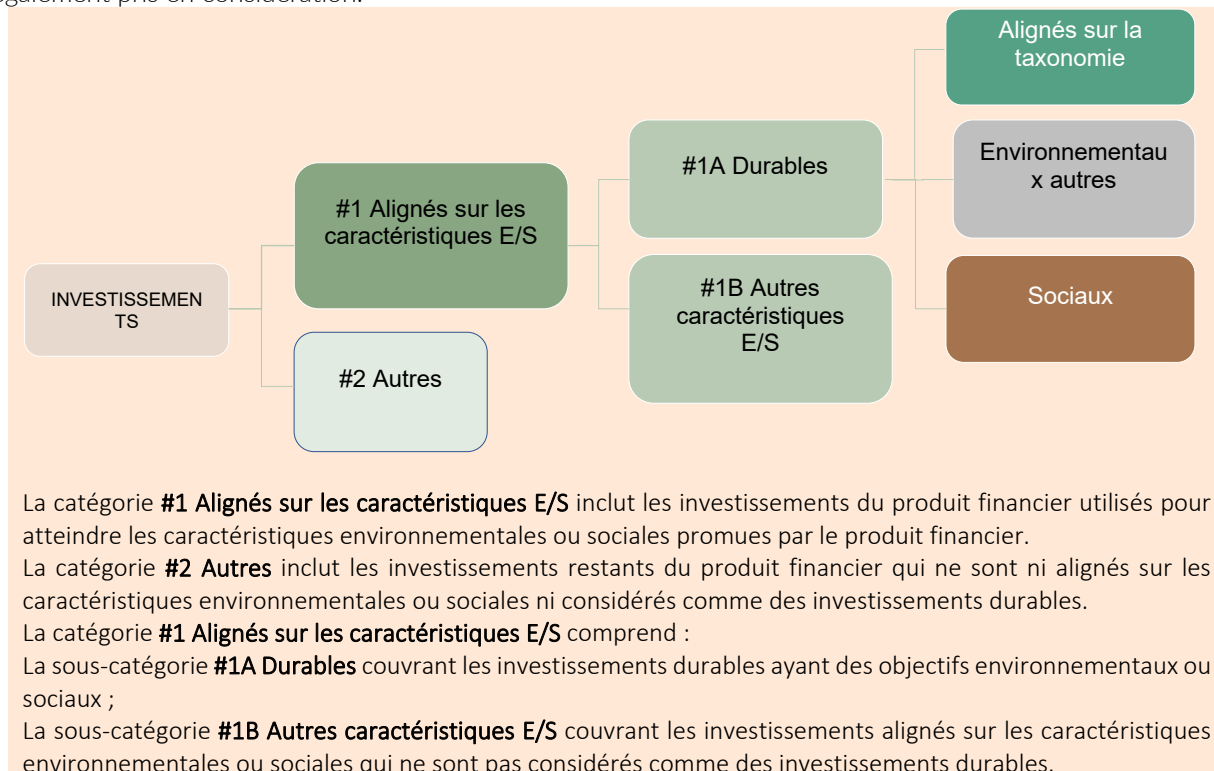 également pris en considération.
Alignés sur la
taxonomie
#1A Durables
Environnementau
x autres
#1 Alignés sur les
caractéristiques E/S
INVESTISSEMEN
TS
#1B Autres
caractéristiques
E/S
Sociaux
#2 Autres
La catégorie #1 Alignés sur les caractéristiques E/S inclut les investissements du produit financier utilisés pour
atteindre les caractéristiques environnementales ou sociales promues par le produit financier.
La catégorie #2 Autres inclut les investissements restants du produit financier qui ne sont ni alignés sur les
caractéristiques environnementales ou sociales ni considérés comme des investissements durables.
La catégorie #1 Alignés sur les caractéristiques E/S comprend :
La sous-catégorie #1A Durables couvrant les investissements durables ayant des objectifs environnementaux ou
sociaux ;
La sous-catégorie #1B Autres caractéristiques E/S couvrant les investissements alignés sur les caractéristiques
environnementales ou sociales qui ne sont pas considérés comme des investissements durables.